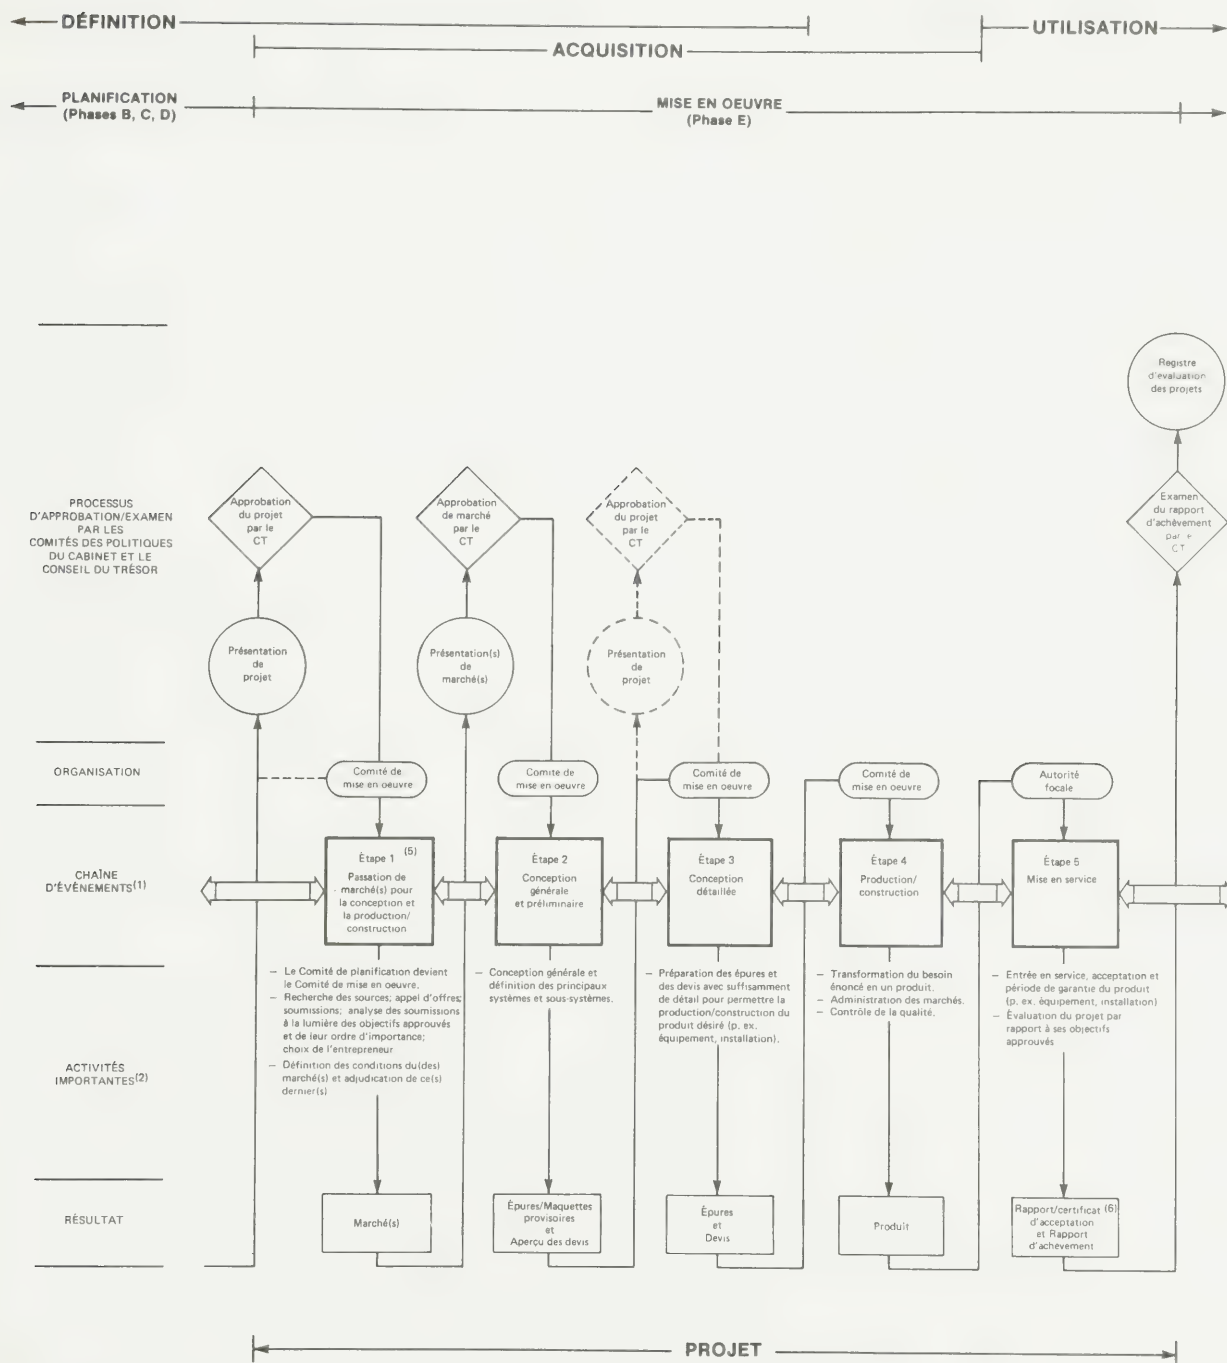 DÉFINITION
UTILISATION
ACQUISITION
PLANIFICATION
(Phases B, C, D)
MISE EN OEUVRE
(Phase E)
Registre
d'évaluation
des projets
PROCESSUS
D'APPROBATION/EXAMEN
PAR LES
COMITÉS DES POLITIQUES
DU CABINET ET LE
CONSEIL DU TRÉSOR
Approbation
du projet
par le
CT
Approbation
de marché
par le
CT
Approbation
du projet
par le
CT
Examen
du rapport
d'achèvement
par le
CT
Présentation
de
projet
Présentation(s)
de
marché(s)
Présentation
de
projet
ORGANISATION
Comité de
mise en oeuvre
Comité de
mise en oeuvre
Comité de
mise en oeuvre
Comité de
mise en oeuvre
Autorité
focale
CHAÎNE
D'ÉVÉNEMENTS(1)
Étape 1 (5)
Passation de
marché(s) pour
la conception et
la production/
construction
Étape 2
Conception
générale
et préliminaire
Étape 3
Conception
détaillée
Étape 4
Production/
construction
Étape 5
Mise en service
ACTIVITÉS
IMPORTANTES(2)
– Le Comité de planification devient
le Comité de mise en oeuvre.
– Recherche des sources; appel d'offres;
soumissions; analyse des soumissions
à la lumière des objectifs approuvés
et de leur ordre d'importance;
choix de l'entrepreneur
– Définition des conditions du(des)
marché(s) et adjudication de ce(s)
dernier(s)
– Conception générale et
définition des principaux
systèmes et sous-systèmes.
– Préparation des épures et
des devis avec suffisamment
de détail pour permettre la
production/construction du
produit désiré (p. ex.
équipement, installation).
– Transformation du besoin
énoncé en un produit.
– Administration des marchés.
– Contrôle de la qualité.
– Entrée en service, acceptation et
période de garantie du produit
(p. ex. équipement, installation)
– Évaluation du projet par
rapport à ses objectifs
approuvés
RÉSULTAT
Marché(s)
Épures/Maquettes
provisoires
et
Aperçu des devis
Épures
et
Devis
Produit
Rapport/certificat (6)
d'acceptation
et Rapport
d'achèvement
PROJET